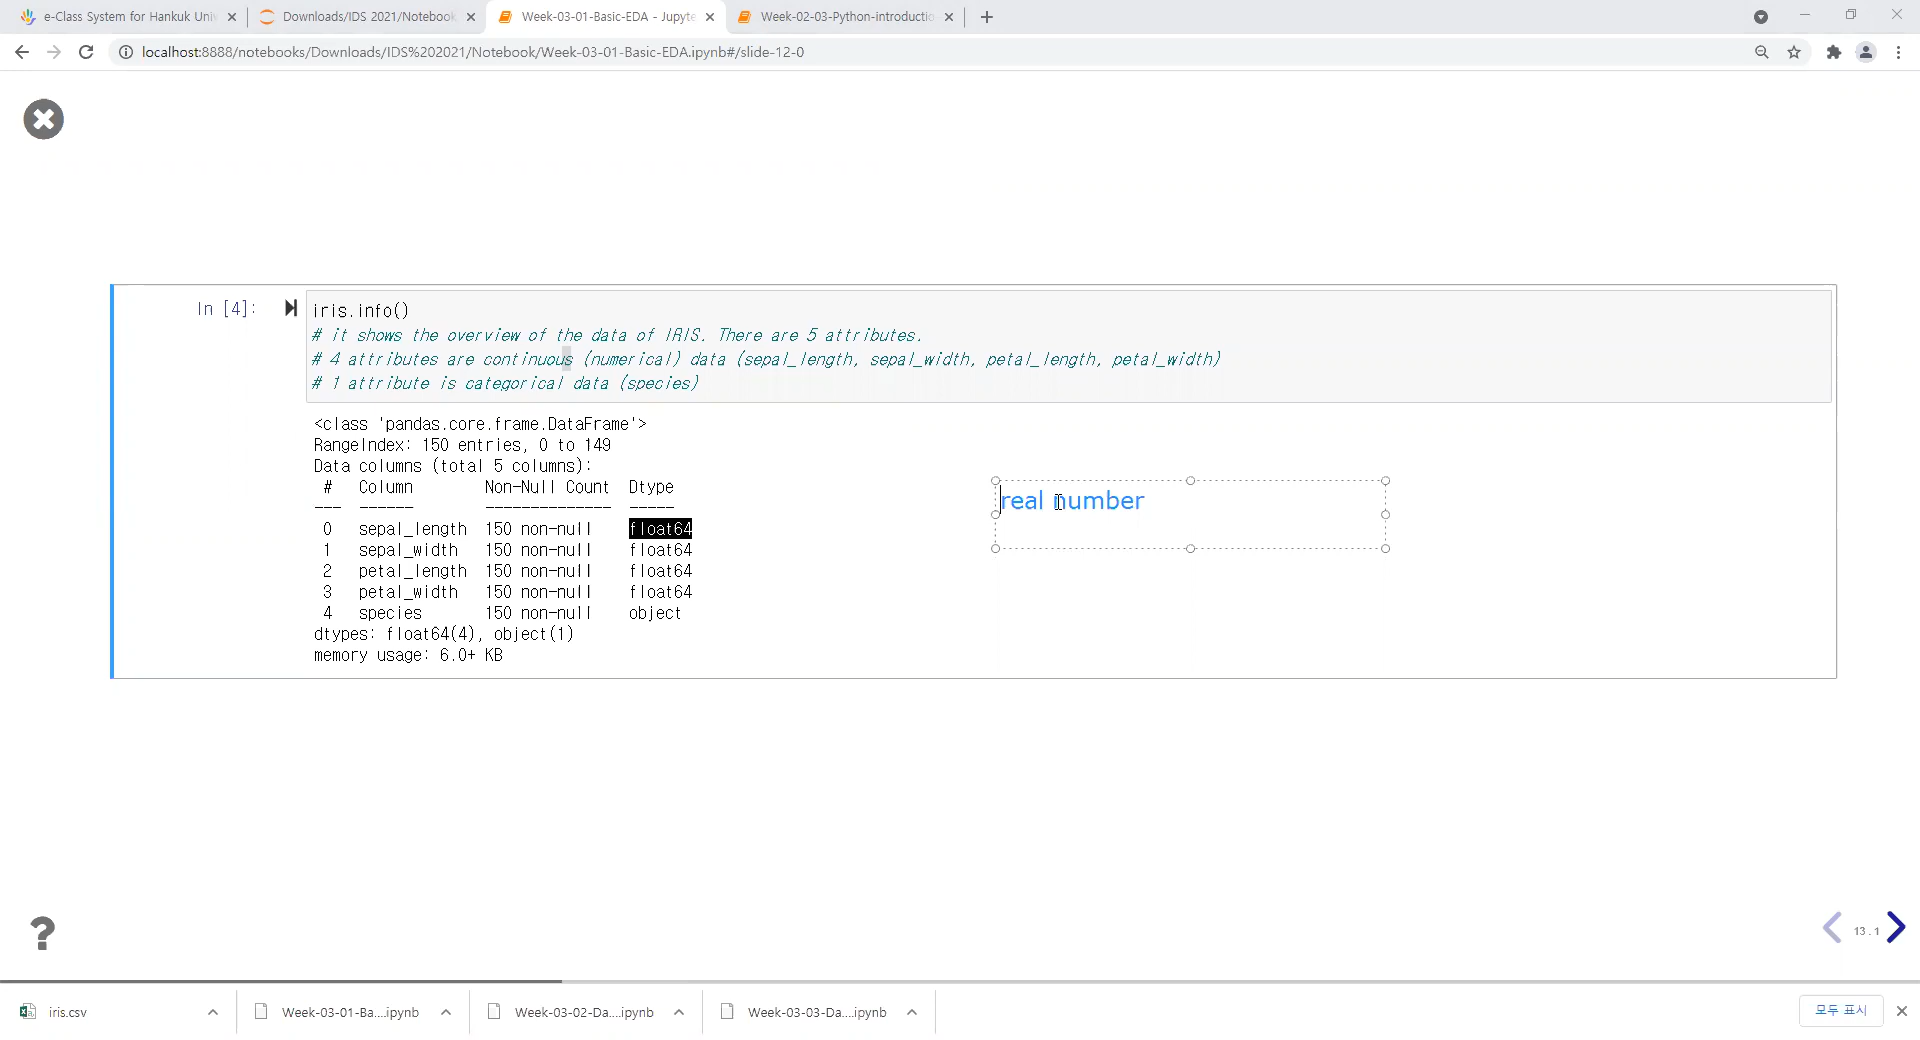 e-Class System for Hankuk Univ
Downloads/IDS 2021/Notebook
Week-03-01-Basic-EDA - Jupyte
Week-02-03-Python-introductio
localhost:8888/notebooks/Downloads/IDS%202021/Notebook/Week-03-01-Basic-EDA.ipynb#/slide-12-0
In [4]:
iris.info()
# it shows the overview of the data of IRIS. There are 5 attributes.
# 4 attributes are continuous (numerical) data (sepal_length, sepal_width, petal_length, petal_width)
# 1 attribute is categorical data (species)
<class 'pandas.core.frame.DataFrame'>
RangeIndex: 150 entries, 0 to 149
Data columns (total 5 columns):
# Column Non-Null Count Dtype
--- ------ -------------- -----
0 sepal_length 150 non-null float64
1 sepal_width 150 non-null float64
2 petal_length 150 non-null float64
3 petal_width 150 non-null float64
4 species 150 non-null object
dtypes: float64(4), object(1)
memory usage: 6.0+ KB
real number
?
13.1
iris.csv
Week-03-01-Ba....ipynb
Week-03-02-Da....ipynb
Week-03-03-Da....ipynb
모두 표시